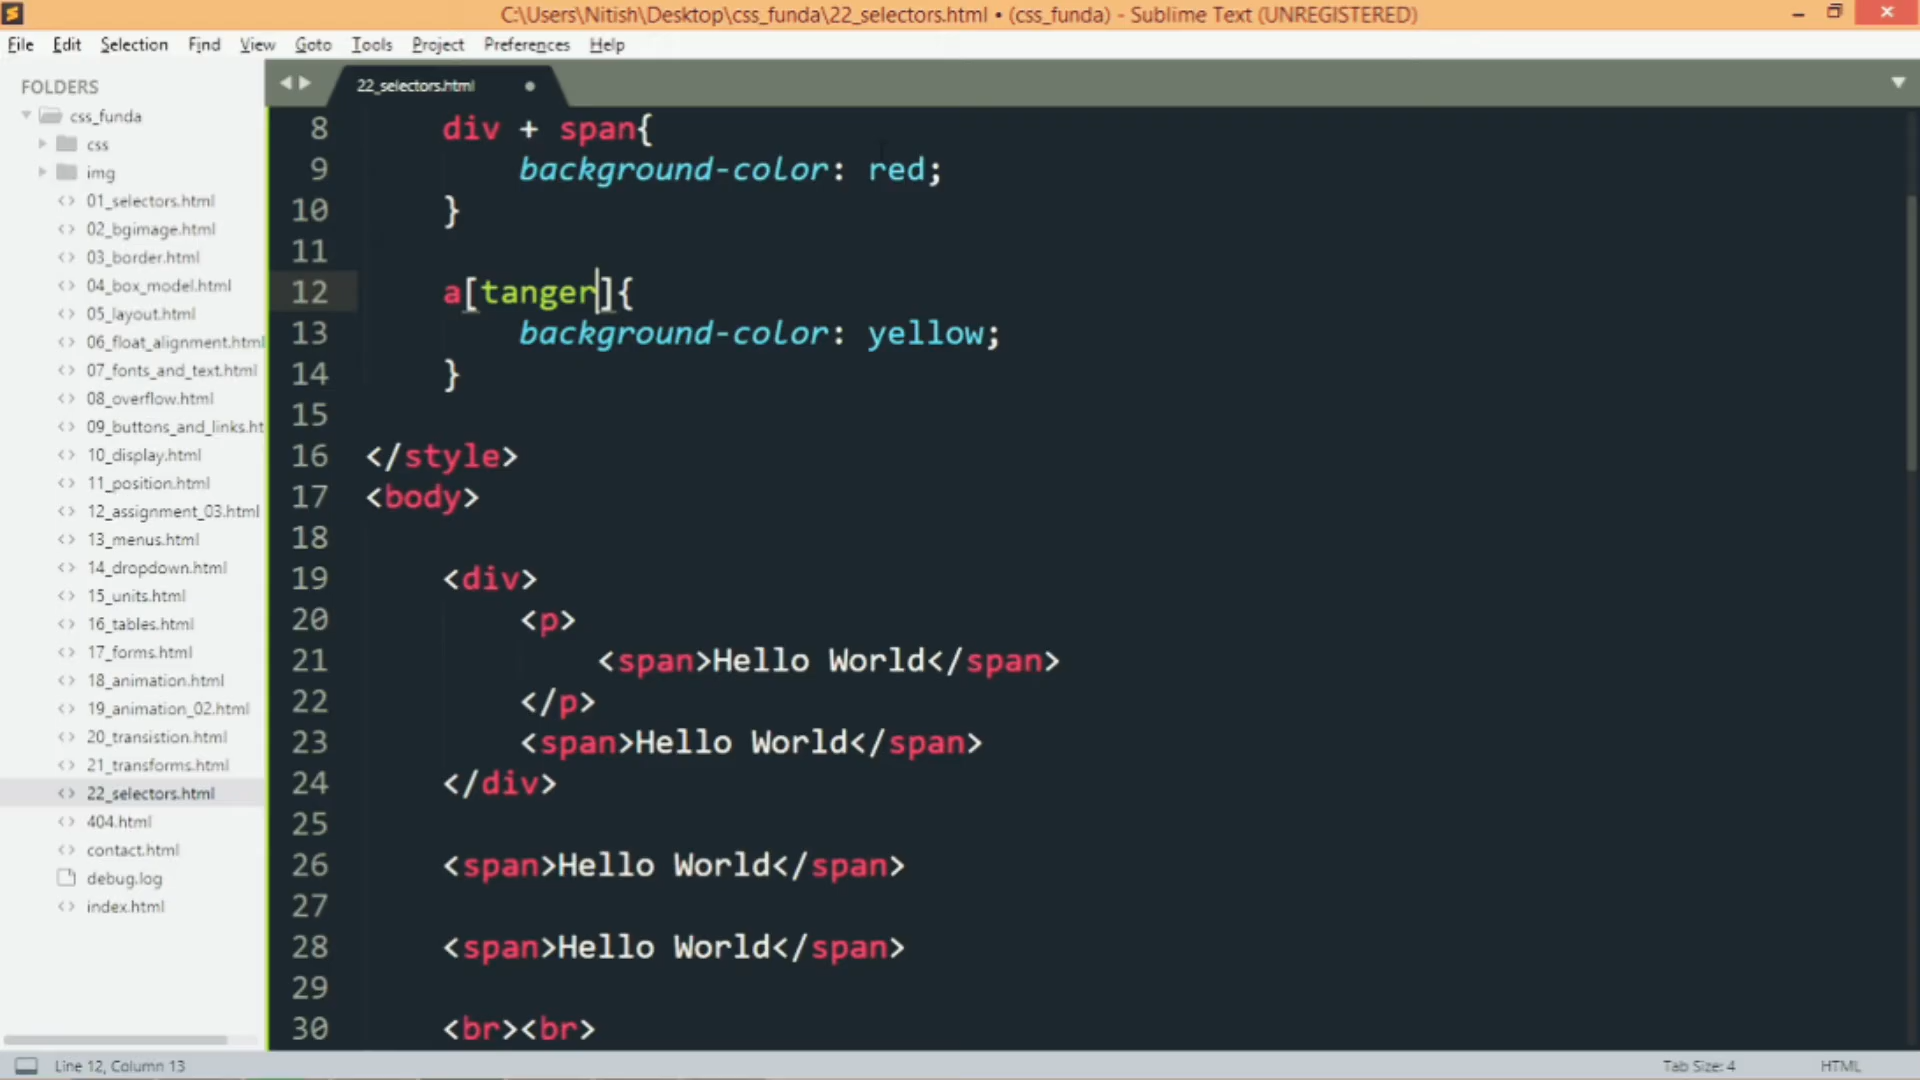 C:\Users\Nitish\Desktop\css_funda\22_selectors.html • (css_funda) - Sublime Text (UNREGISTERED)
File Edit Selection Find View Goto Tools Project Preferences Help
FOLDERS
css_funda
css
img
01_selectors.html
02_bgimage.html
03_border.html
04_box_model.html
05_layout.html
06_float_alignment.html
07_fonts_and_text.html
08_overflow.html
09_buttons_and_links.ht
10_display.html
11_position.html
12_assignment_03.html
13_menus.html
14_dropdown.html
15_units.html
16_tables.html
17_forms.html
18_animation.html
19_animation_02.html
20_transistion.html
21_transforms.html
22_selectors.html
404.html
contact.html
debug.log
index.html
22_selectors.html
8 div + span{
9 background-color: red;
10 }
11
12 a[tanger]{
13 background-color: yellow;
14 }
15
16 </style>
17 <body>
18
19 <div>
20 <p>
21 <span>Hello World</span>
22 </p>
23 <span>Hello World</span>
24 </div>
25
26 <span>Hello World</span>
27
28 <span>Hello World</span>
29
30 <br><br>
Line 12, Column 13
Tab Size: 4
HTML